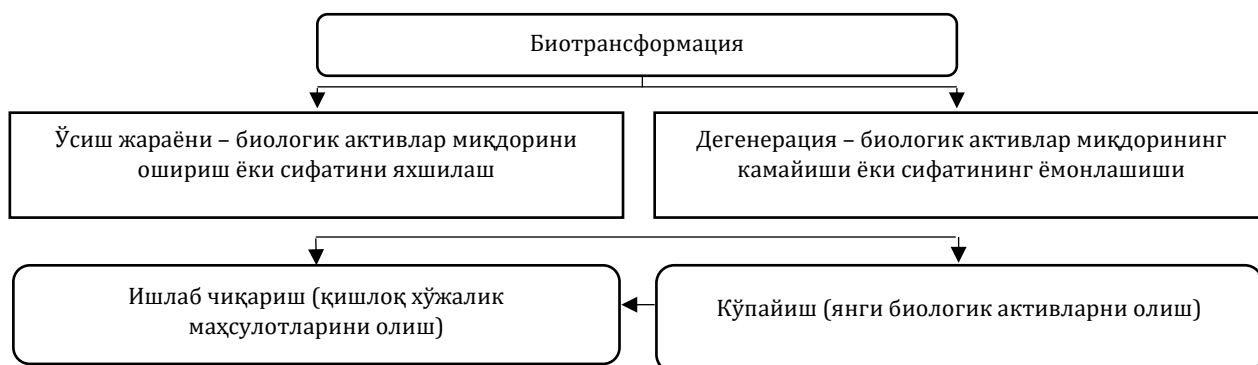 Биотрансформация
Ўсиш жараёни – биологик активлар миқдорини
ошириш ёки сифатини яхшилаш
Дегенерация – биологик активлар миқдорининг
камайиши ёки сифатининг ёмонлашиши
Ишлаб чиқариш (қишлоқ хўжалик
маҳсулотларини олиш)
Кўпайиш (янги биологик активларни олиш)